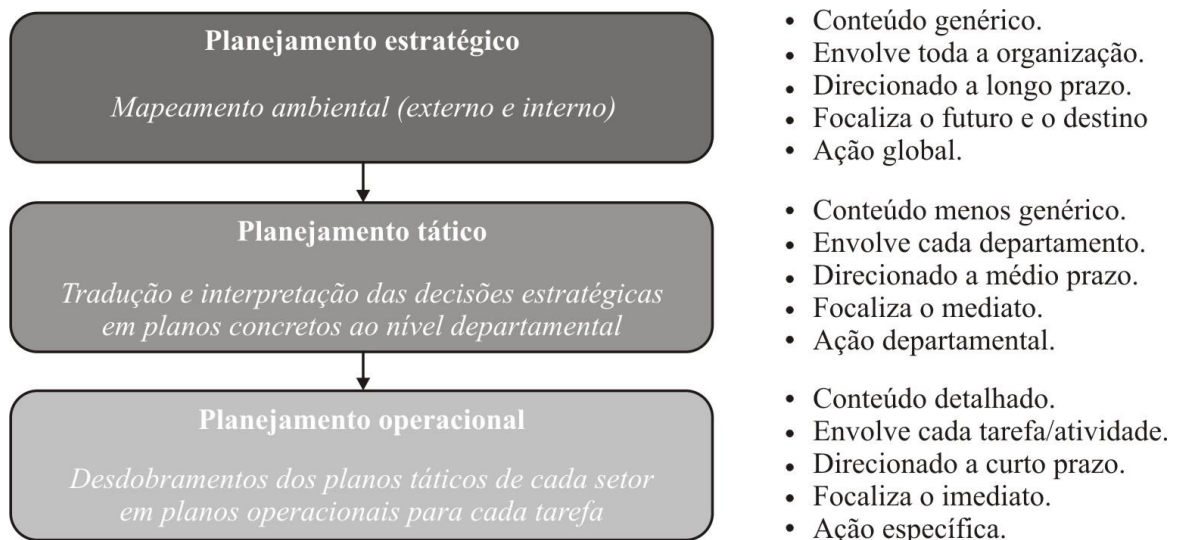 Planejamento estratégico
Mapeamento ambiental (externo e interno)
• Conteúdo genérico.
• Envolve toda a organização.
• Direcionado a longo prazo.
• Focaliza o futuro e o destino
• Ação global.
Planejamento tático
Tradução e interpretação das decisões estratégicas
em planos concretos ao nível departamental
• Conteúdo menos genérico.
• Envolve cada departamento.
• Direcionado a médio prazo.
• Focaliza o mediato.
• Ação departamental.
Planejamento operacional
Desdobramentos dos planos táticos de cada setor
em planos operacionais para cada tarefa
• Conteúdo detalhado.
• Envolve cada tarefa/atividade.
• Direcionado a curto prazo.
• Focaliza o imediato.
• Ação específica.